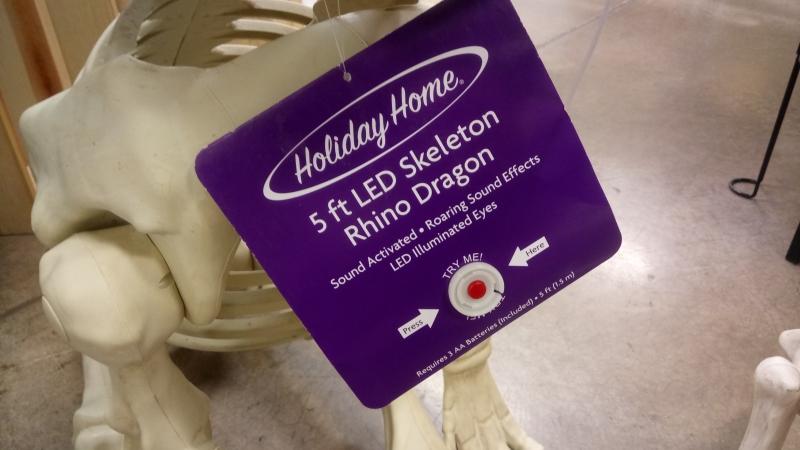 Holiday Home®
5 ft LED Skeleton
Rhino Dragon
Sound Activated • Roaring Sound Effects
LED Illuminated Eyes
TRY ME!
Here
Press
Requires 3 AA Batteries (Included) • 5 ft (1.5 m)